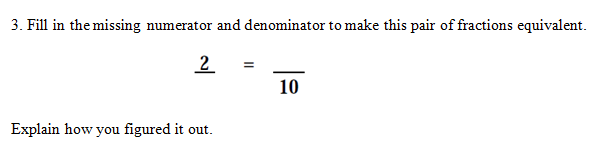 3. Fill in the missing numerator and denominator to make this pair of fractions equivalent.
2 =
10
Explain how you figured it out.